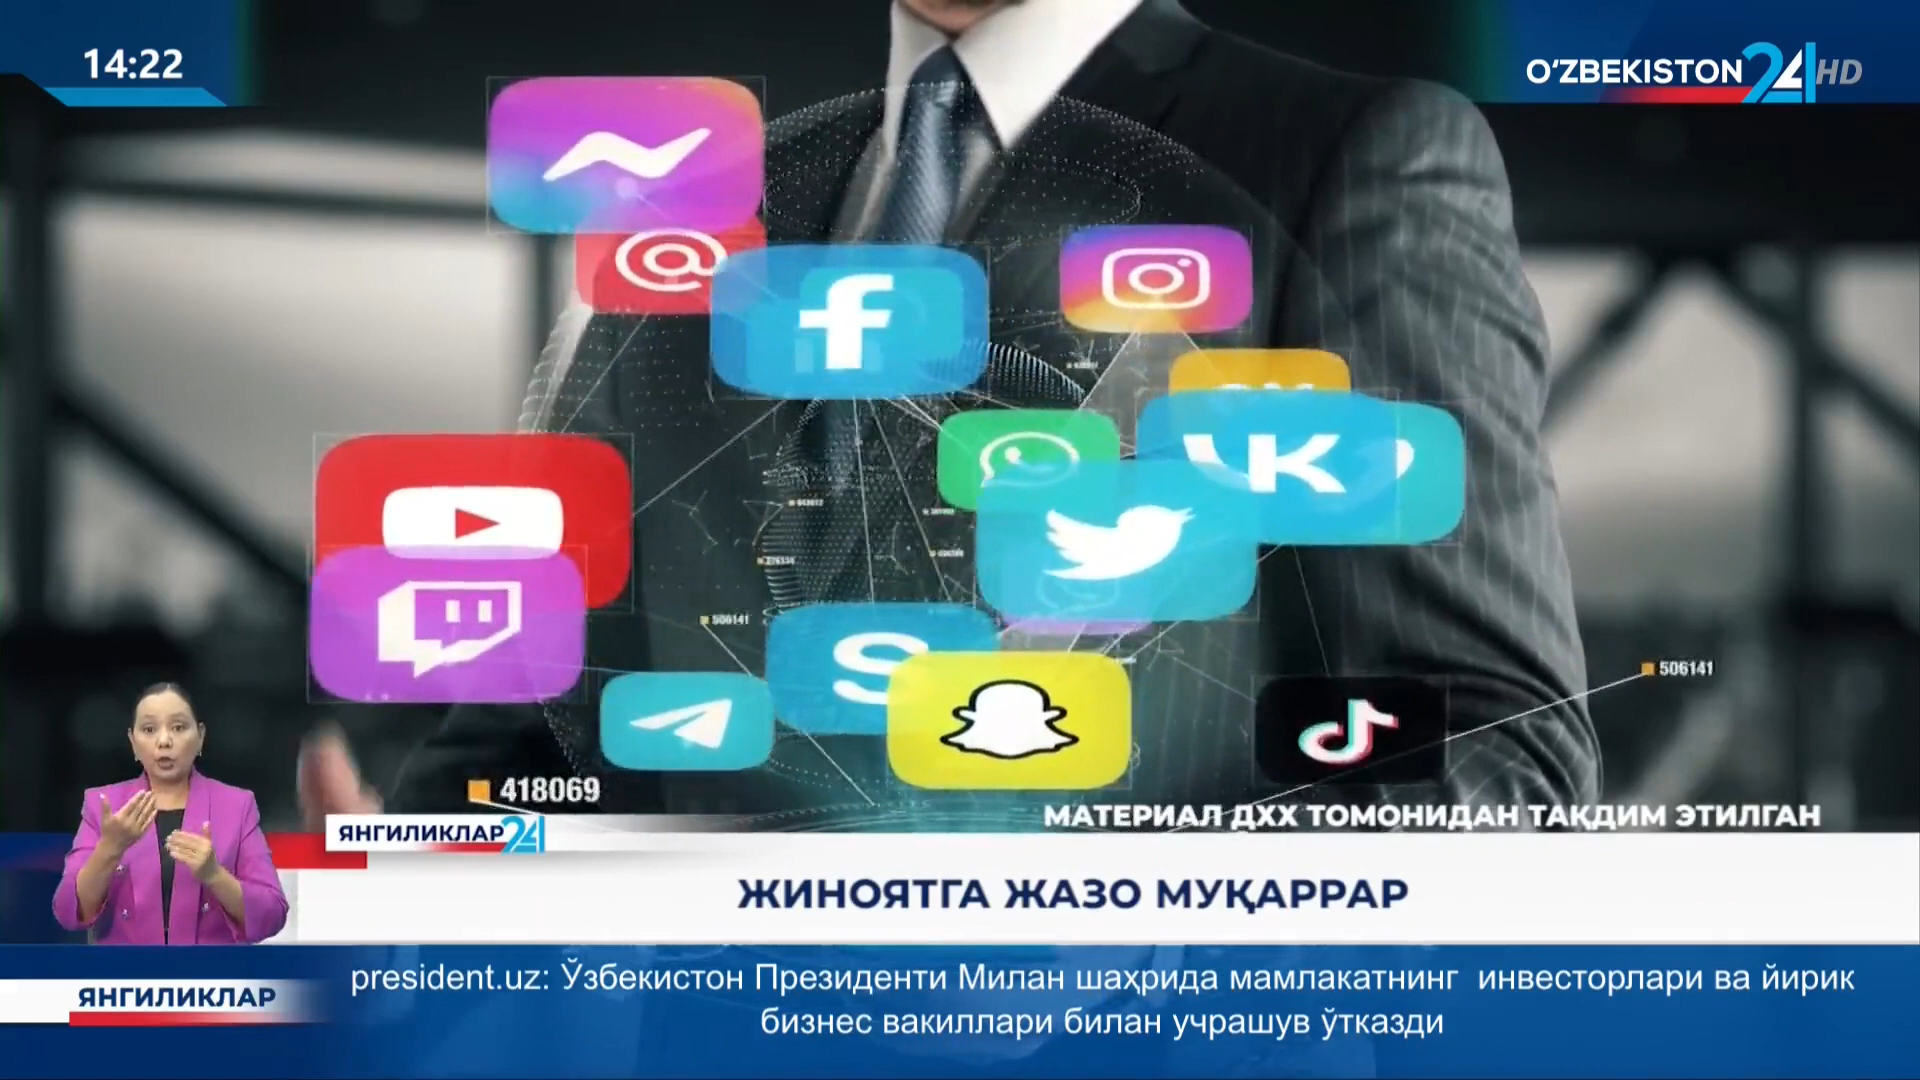 14:22
O‘ZBEKISTON 24 HD
506141
506141
418069
МАТЕРИАЛ ДХХ ТОМОНИДАН ТАҚДИМ ЭТИЛГАН
ЯНГИЛИКЛАР 24
ЖИНОЯТГА ЖАЗО МУҚАРРАР
ЯНГИЛИКЛАР
president.uz: Ўзбекистон Президенти Милан шаҳрида мамлакатнинг инвесторлари ва йирик
бизнес вакиллари билан учрашув ўтказди